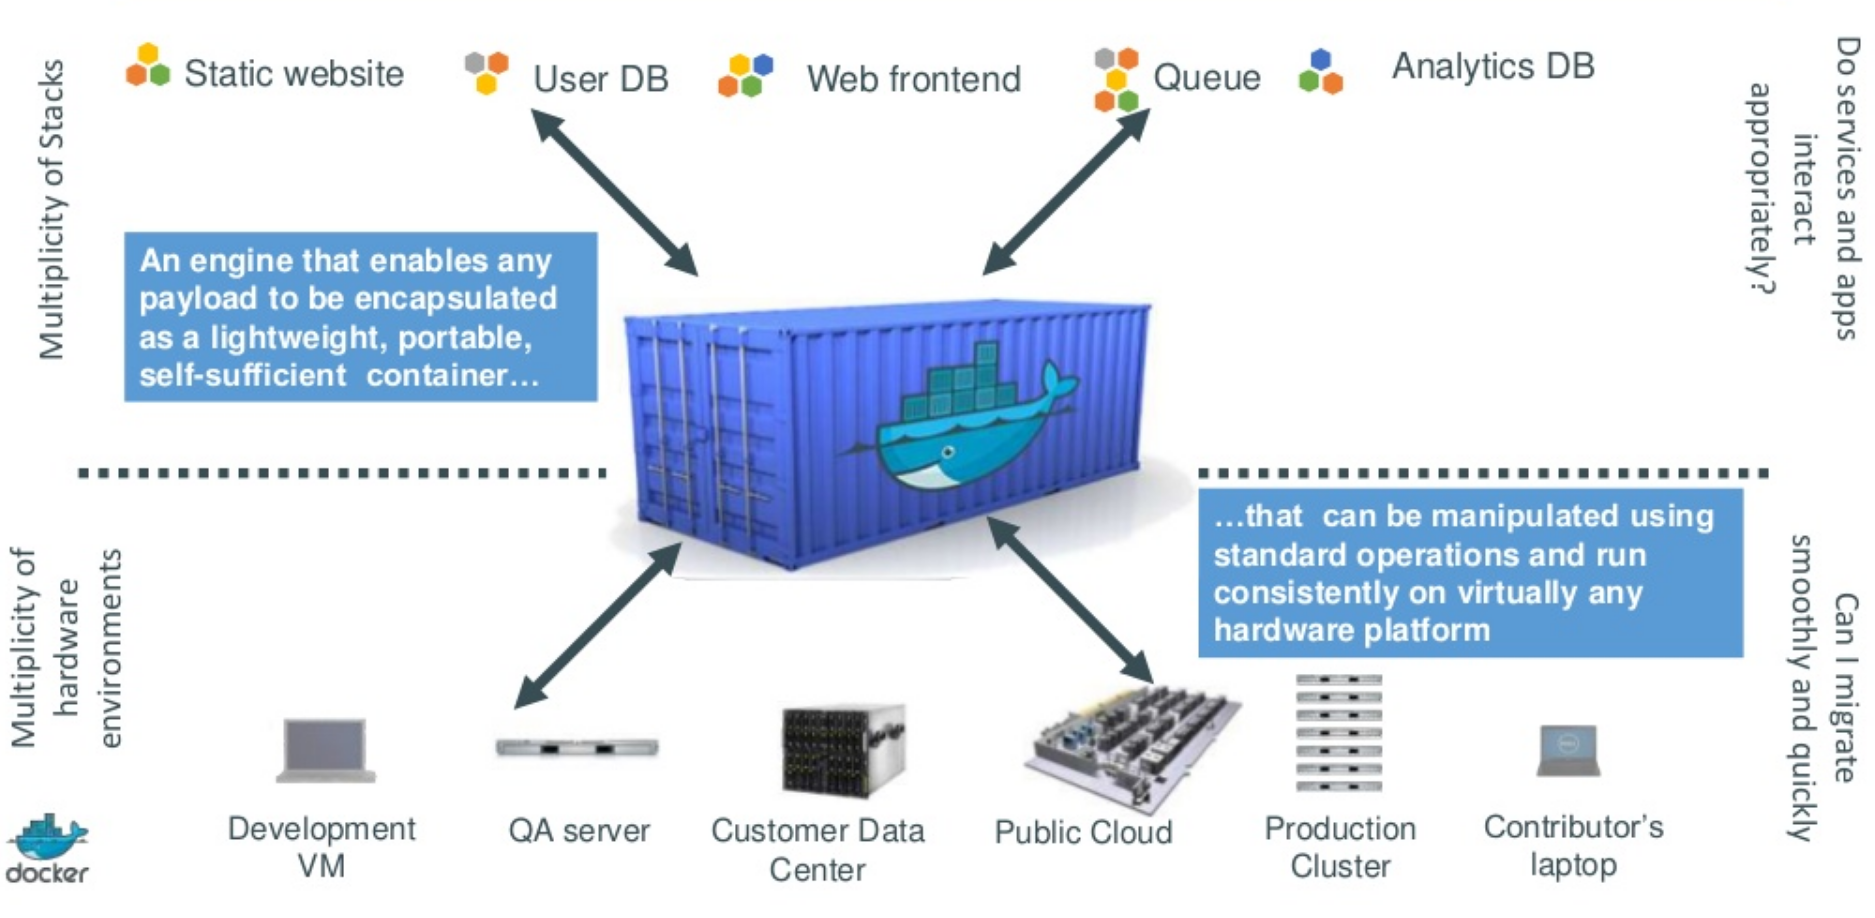 Static website
User DB
Web frontend
Queue
Analytics DB
Multiplicity of Stacks
Do services and apps
interact
appropriately?
An engine that enables any
payload to be encapsulated
as a lightweight, portable,
self-sufficient container…
…that can be manipulated using
standard operations and run
consistently on virtually any
hardware platform
Multiplicity of
hardware
environments
Can I migrate
smoothly and quickly
Development
VM
QA server
Customer Data
Center
Public Cloud
Production
Cluster
Contributor’s
laptop
docker